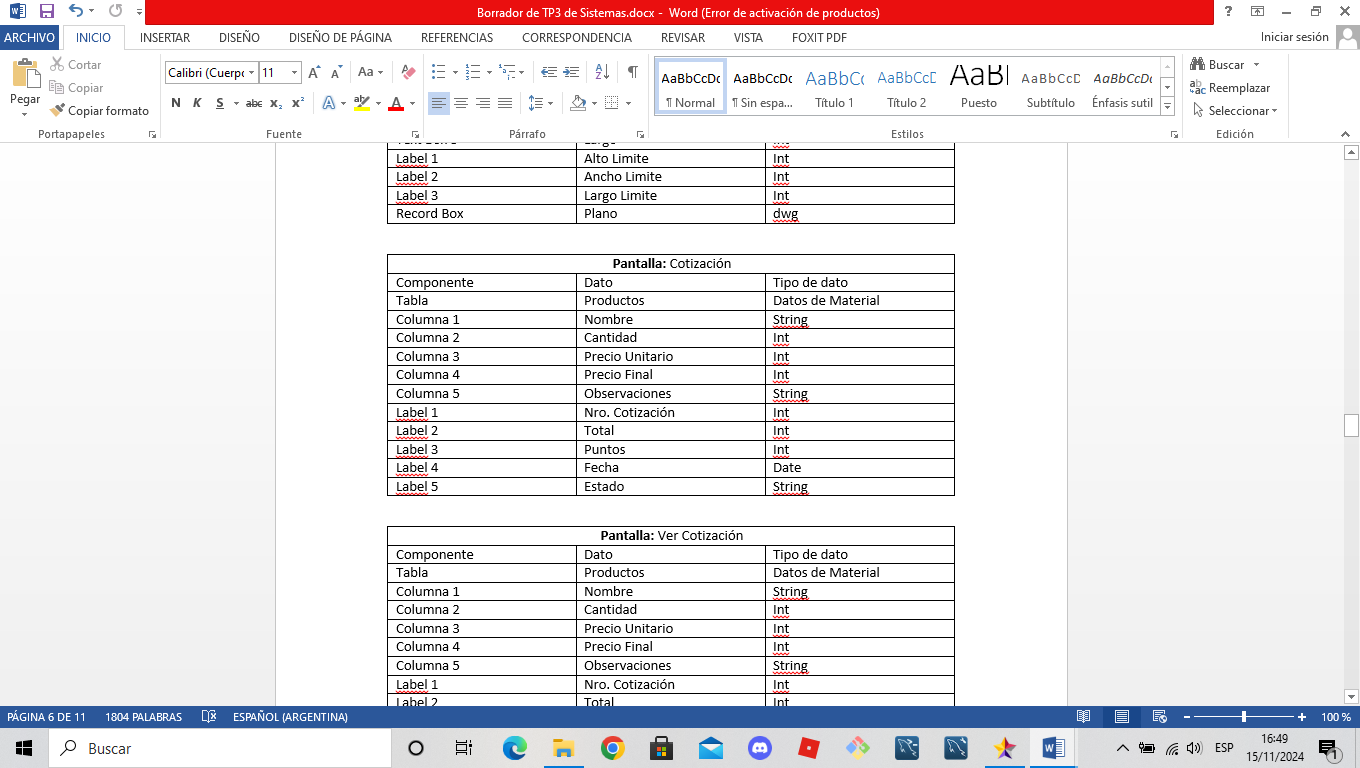 Borrador de TP3 de Sistemas.docx - Word (Error de activación de productos)
ARCHIVO INICIO INSERTAR DISEÑO DISEÑO DE PÁGINA REFERENCIAS CORRESPONDENCIA REVISAR VISTA FOXIT PDF Iniciar sesión
Pegar
Cortar
Copiar
Copiar formato
Portapapeles
Calibri (Cuerpo 11
N K S abc x₂ x²
Fuente
Párrafo
AaBbCcDc AaBbCcDc AaBbCc AaBbCcD AaBl AaBbCcD AaBbCcDc
¶ Normal ¶ Sin espa... Título 1 Título 2 Puesto Subtítulo Énfasis sutil
Estilos
Buscar
Reemplazar
Seleccionar
Edición
Label 1 Alto Limite Int
Label 2 Ancho Limite Int
Label 3 Largo Limite Int
Record Box Plano dwg
Pantalla: Cotización
Componente Dato Tipo de dato
Tabla Productos Datos de Material
Columna 1 Nombre String
Columna 2 Cantidad Int
Columna 3 Precio Unitario Int
Columna 4 Precio Final Int
Columna 5 Observaciones String
Label 1 Nro. Cotización Int
Label 2 Total Int
Label 3 Puntos Int
Label 4 Fecha Date
Label 5 Estado String
Pantalla: Ver Cotización
Componente Dato Tipo de dato
Tabla Productos Datos de Material
Columna 1 Nombre String
Columna 2 Cantidad Int
Columna 3 Precio Unitario Int
Columna 4 Precio Final Int
Columna 5 Observaciones String
Label 1 Nro. Cotización Int
Label 2 Total Int
PÁGINA 6 DE 11 1804 PALABRAS ESPAÑOL (ARGENTINA) 100 %
Buscar
ESP
16:49
15/11/2024
1